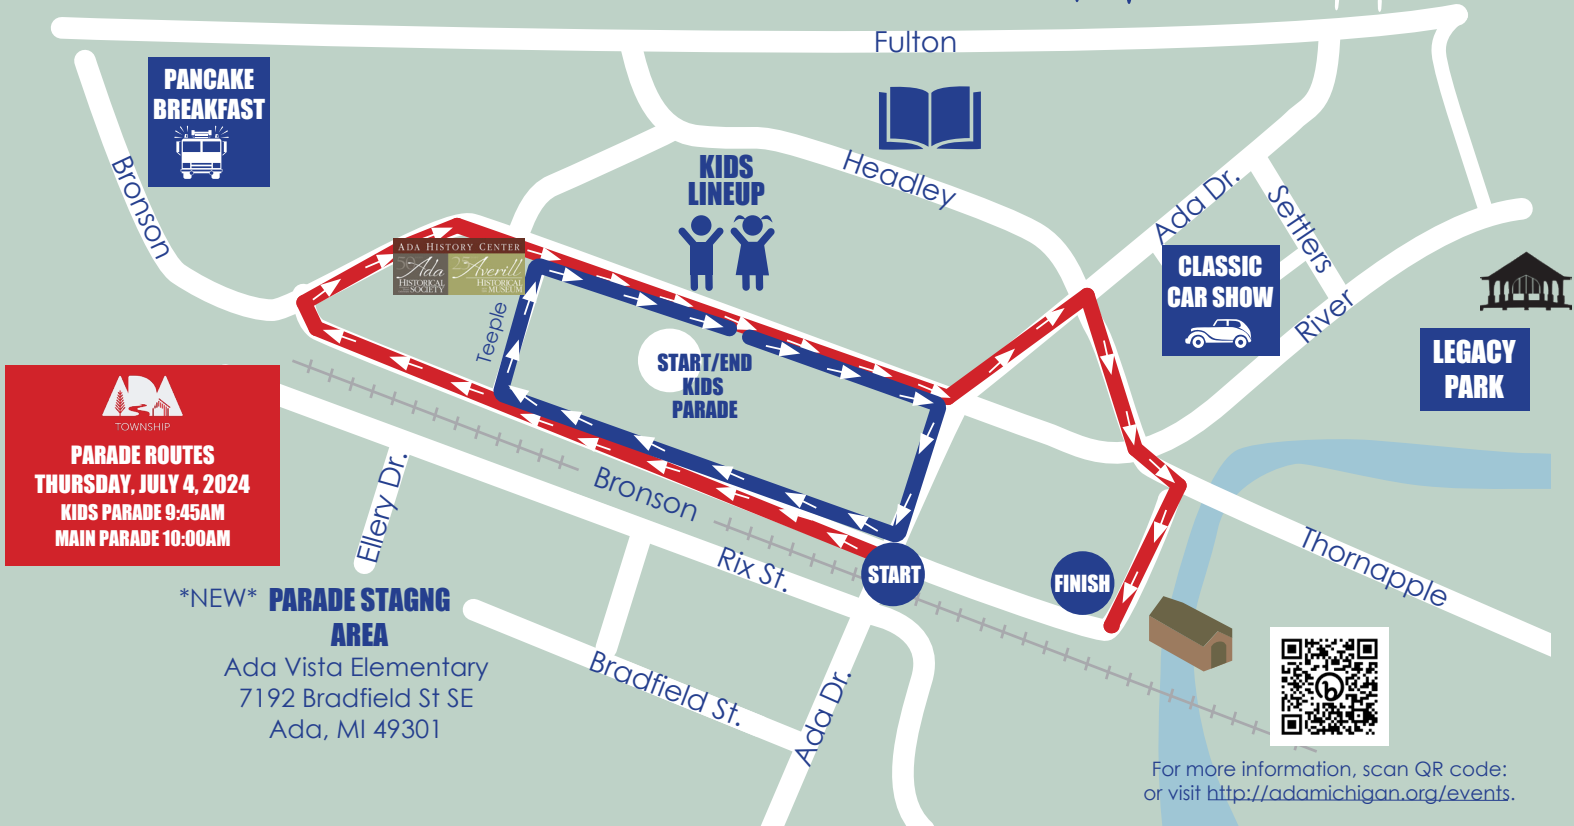 Fulton
PANCAKE
BREAKFAST
Bronson
KIDS
LINEUP
Headley
Ada Dr.
Settlers
River
CLASSIC
CAR SHOW
LEGACY
PARK
ADA HISTORY CENTER
50 Ada
HISTORICAL
SOCIETY
25 Averill
HISTORICAL
MUSEUM
Teeple
START/END
KIDS
PARADE
ADA
TOWNSHIP
PARADE ROUTES
THURSDAY, JULY 4, 2024
KIDS PARADE 9:45AM
MAIN PARADE 10:00AM
Ellery Dr.
Bronson
Rix St.
START
FINISH
Thornapple
*NEW* PARADE STAGNG
AREA
Ada Vista Elementary
7192 Bradfield St SE
Ada, MI 49301
Bradfield St.
Ada Dr.
For more information, scan QR code:
or visit http://adamichigan.org/events.